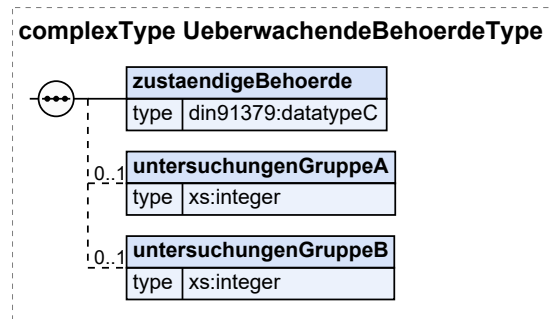 complexType UeberwachendeBehoerdeType
zustaendigeBehoerde
type din91379:datatypeC
0..1 untersuchungenGruppeA
type xs:integer
0..1 untersuchungenGruppeB
type xs:integer